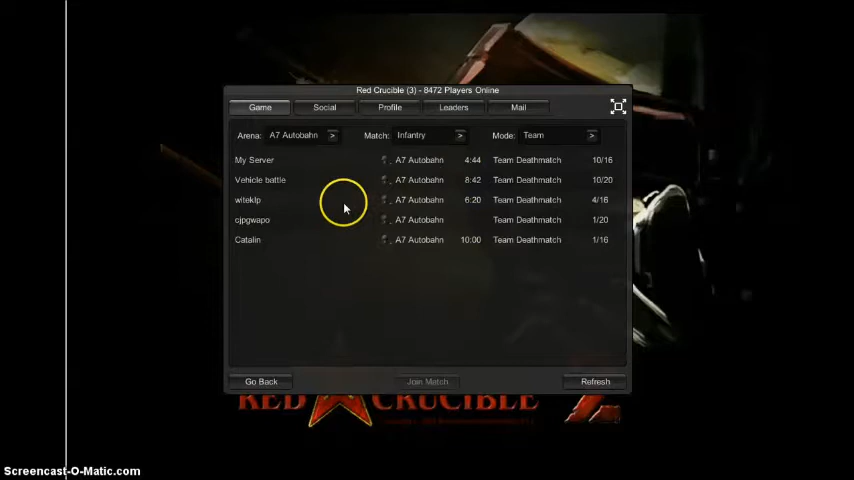 Red Crucible (3) - 8472 Players Online
Game Social Profile Leaders Mail
Arena: A7 Autobahn > Match: Infantry > Mode: Team >
My Server A7 Autobahn 4:44 Team Deathmatch 10/16
Vehicle battle A7 Autobahn 8:42 Team Deathmatch 10/20
witeklp A7 Autobahn 6:20 Team Deathmatch 4/16
cjpgwapo A7 Autobahn Team Deathmatch 1/20
Catalin A7 Autobahn 10:00 Team Deathmatch 1/16
Go Back Join Match Refresh
RED CRUCIBLE 2
Screencast-O-Matic.com